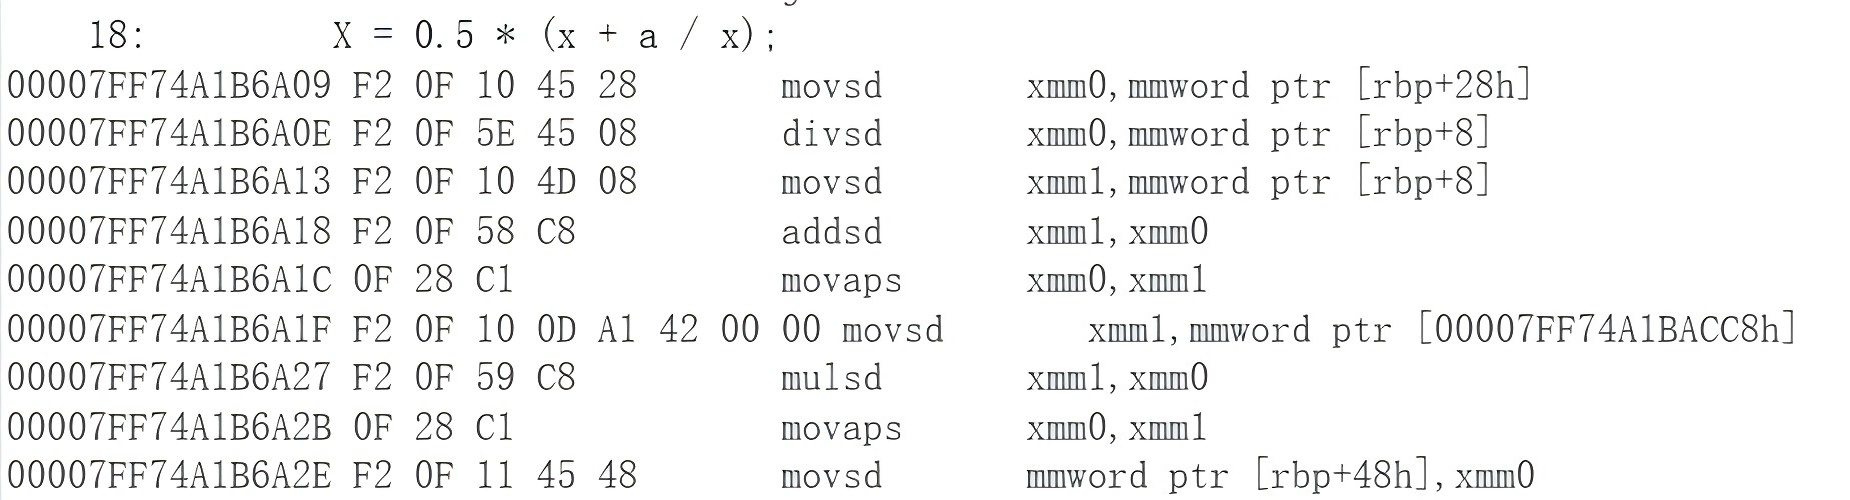 18: X = 0.5 * (x + a / x);
00007FF74A1B6A09 F2 0F 10 45 28 movsd xmm0,mmword ptr [rbp+28h]
00007FF74A1B6A0E F2 0F 5E 45 08 divsd xmm0,mmword ptr [rbp+8]
00007FF74A1B6A13 F2 0F 10 4D 08 movsd xmm1,mmword ptr [rbp+8]
00007FF74A1B6A18 F2 0F 58 C8 addsd xmm1,xmm0
00007FF74A1B6A1C 0F 28 C1 movaps xmm0,xmm1
00007FF74A1B6A1F F2 0F 10 0D A1 42 00 00 movsd xmm1,mmword ptr [00007FF74A1BACC8h]
00007FF74A1B6A27 F2 0F 59 C8 mulsd xmm1,xmm0
00007FF74A1B6A2B 0F 28 C1 movaps xmm0,xmm1
00007FF74A1B6A2E F2 0F 11 45 48 movsd mmword ptr [rbp+48h],xmm0